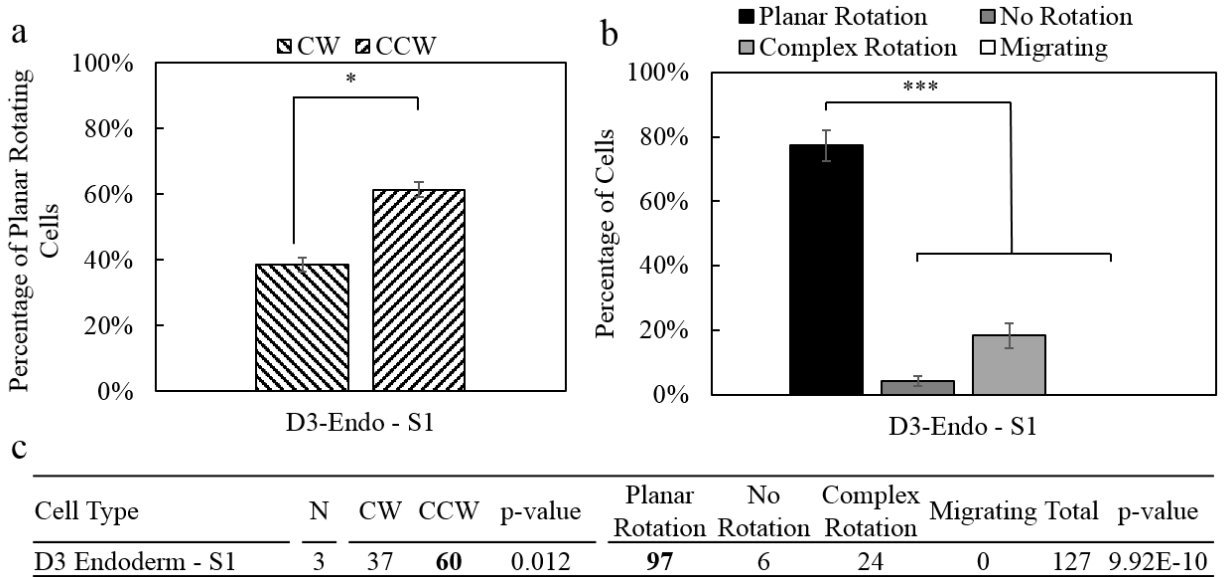 a
CW CCW
Percentage of Planar Rotating
Cells
100%
80%
60%
40%
20%
0%
*
D3-Endo - S1
b
Planar Rotation No Rotation
Complex Rotation Migrating
Percentage of Cells
100%
80%
60%
40%
20%
0%
***
D3-Endo - S1
c
Cell Type N CW CCW p-value Planar Rotation No Rotation Complex Rotation Migrating Total p-value
D3 Endoderm - S1 3 37 60 0.012 97 6 24 0 127 9.92E-10